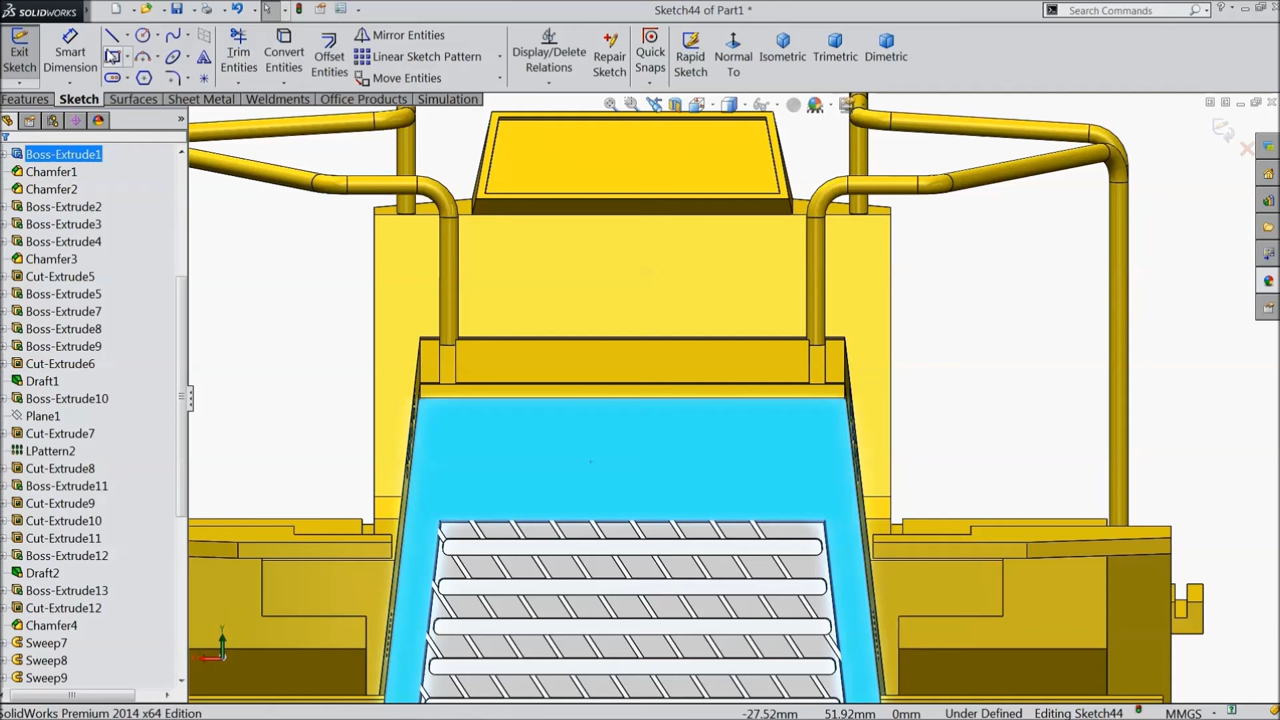 SOLIDWORKS
Sketch44 of Part1 *
Search Commands
Exit Sketch
Smart Dimension
Trim Entities
Convert Entities
Offset Entities
Mirror Entities
Linear Sketch Pattern
Move Entities
Display/Delete Relations
Repair Sketch
Quick Snaps
Rapid Sketch
Normal To
Isometric
Trimetric
Dimetric
Features
Sketch
Surfaces
Sheet Metal
Weldments
Office Products
Simulation
Boss-Extrude1
Chamfer1
Chamfer2
Boss-Extrude2
Boss-Extrude3
Boss-Extrude4
Chamfer3
Cut-Extrude5
Boss-Extrude5
Boss-Extrude7
Boss-Extrude8
Boss-Extrude9
Cut-Extrude6
Draft1
Boss-Extrude10
Plane1
Cut-Extrude7
LPattern2
Cut-Extrude8
Boss-Extrude11
Cut-Extrude9
Cut-Extrude10
Cut-Extrude11
Boss-Extrude12
Draft2
Boss-Extrude13
Cut-Extrude12
Chamfer4
Sweep7
Sweep8
Sweep9
SolidWorks Premium 2014 x64 Edition
-27.52mm
51.92mm
0mm
Under Defined
Editing Sketch44
MMGS